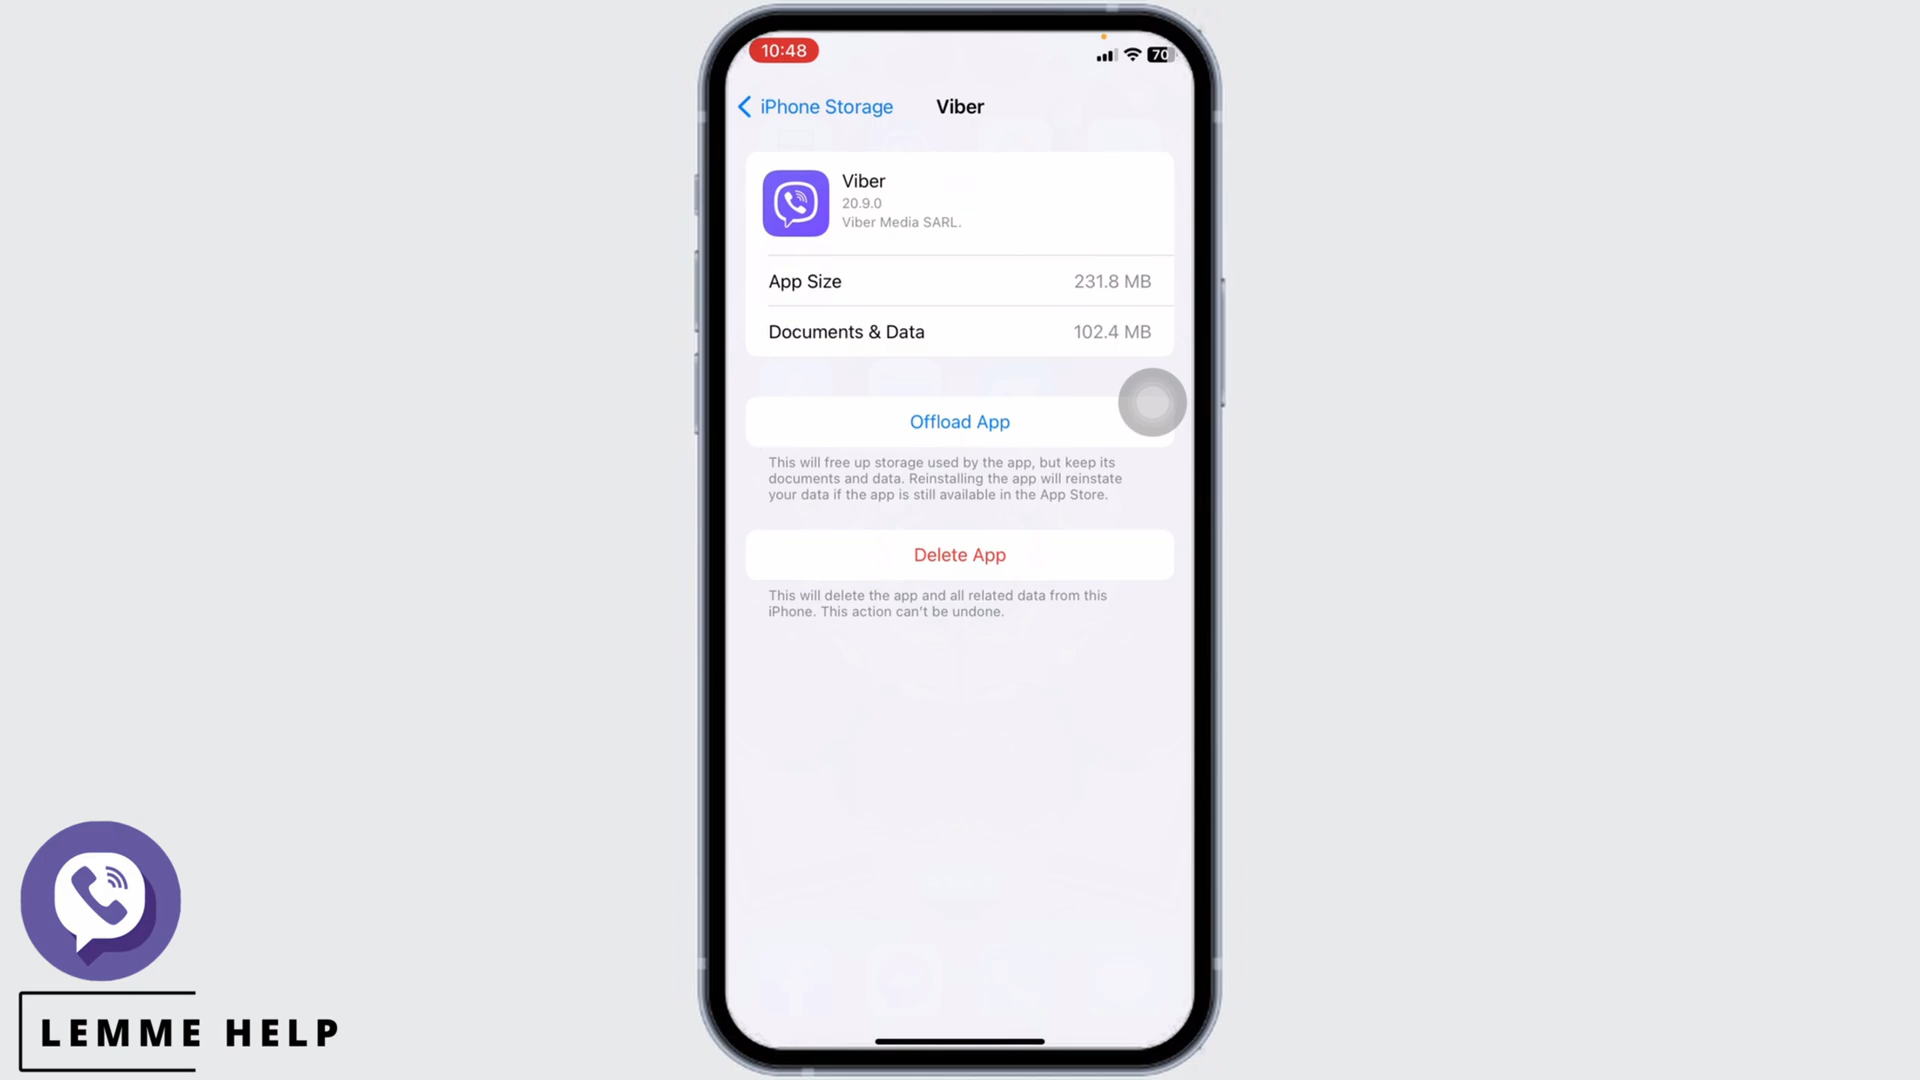 10:48
70
iPhone Storage
Viber
Viber
20.9.0
Viber Media SARL.
App Size
231.8 MB
Documents & Data
102.4 MB
Offload App
This will free up storage used by the app, but keep its
documents and data. Reinstalling the app will reinstate
your data if the app is still available in the App Store.
Delete App
This will delete the app and all related data from this
iPhone. This action can't be undone.
LEMME HELP